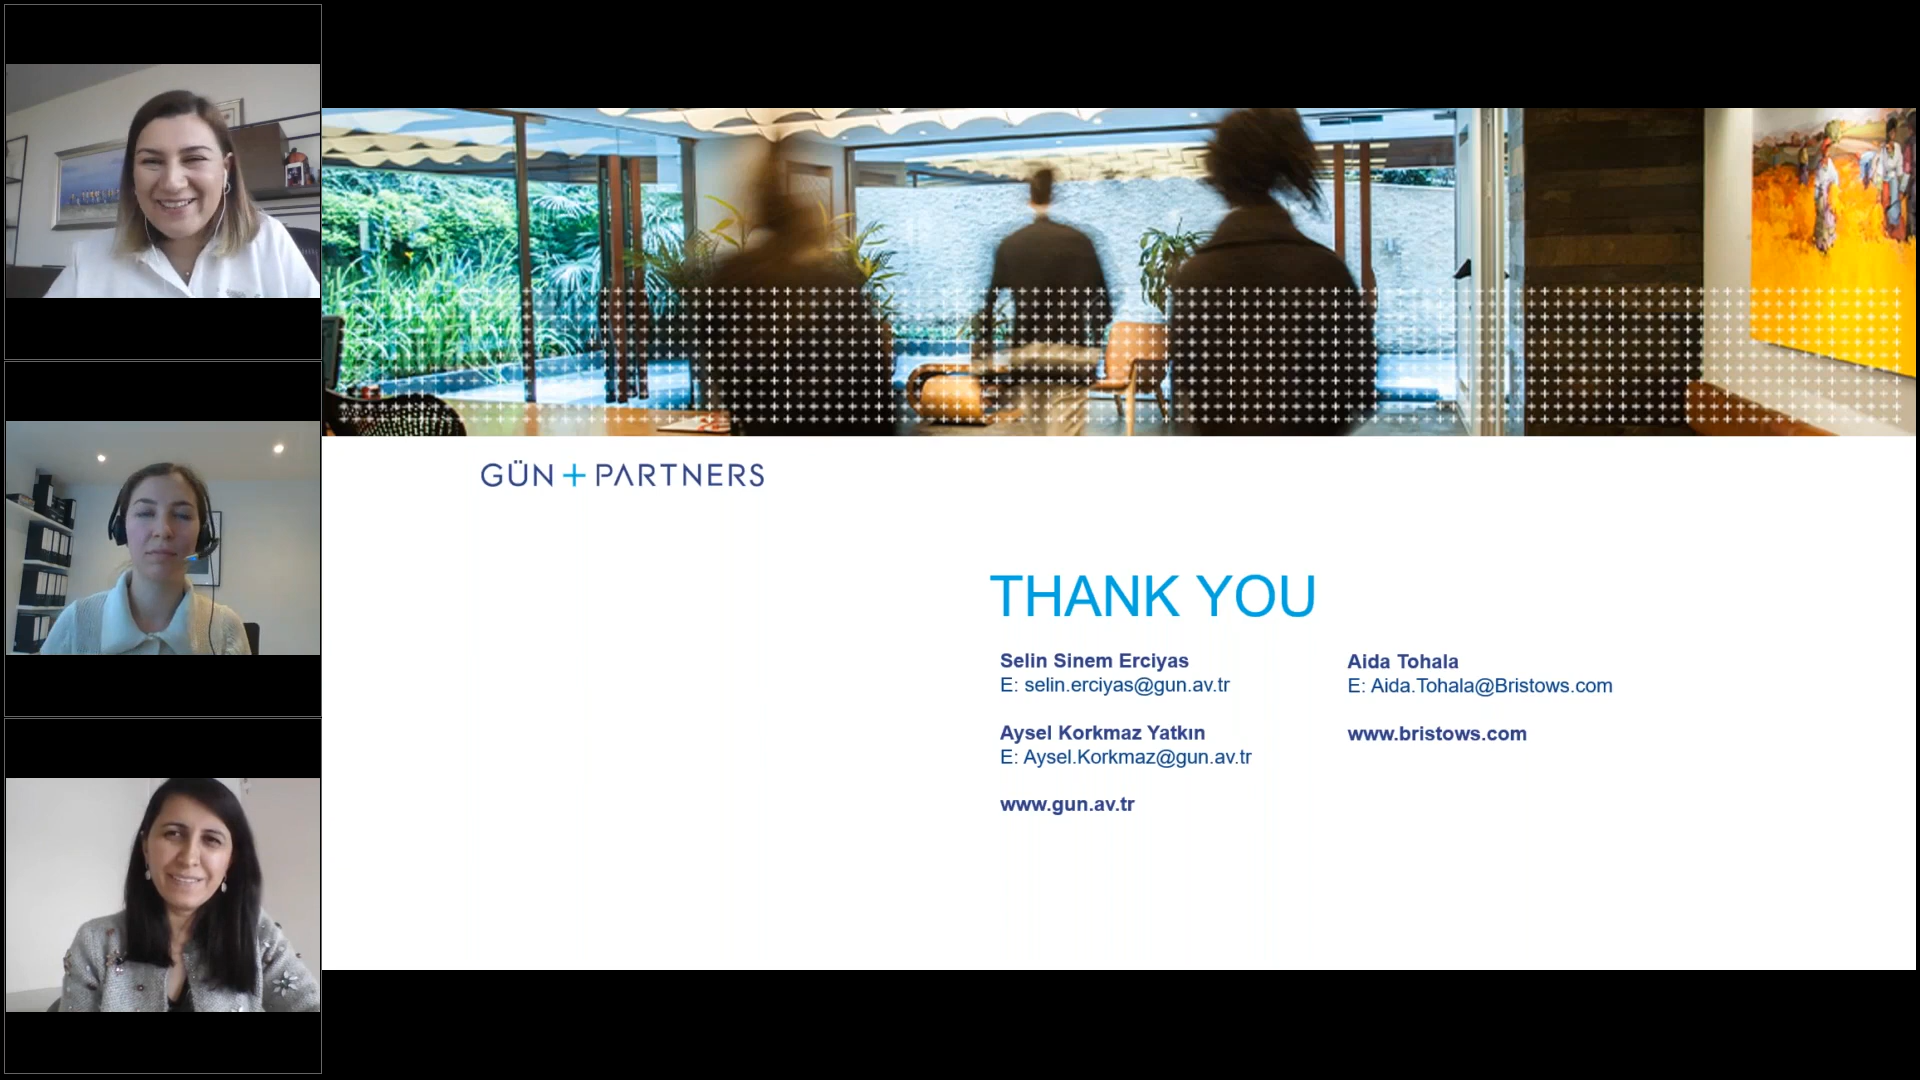 GÜN + PARTNERS
THANK YOU
Selin Sinem Erciyas
E: selin.erciyas@gun.av.tr
Aysel Korkmaz Yatkın
E: Aysel.Korkmaz@gun.av.tr
www.gun.av.tr
Aida Tohala
E: Aida.Tohala@Bristows.com
www.bristows.com